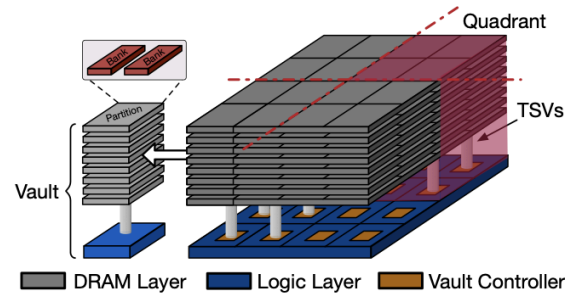 Quadrant
Bank Bank
Partition
TSVs
Vault
DRAM Layer Logic Layer Vault Controller